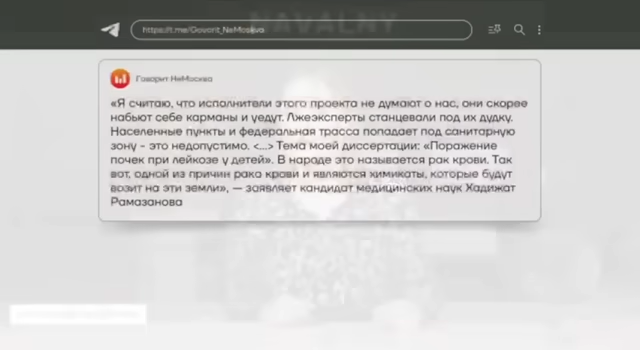 NAVALNY
https://t.me/Govorit_NeMoskva
Говорит НеМосква
«Я считаю, что исполнители этого проекта не думают о нас, они скорее
набьют себе карманы и уедут. Лжеэксперты станцевали под их дудку.
Населенные пункты и федеральная трасса попадает под санитарную
зону - это недопустимо. <...> Тема моей диссертации: «Поражение
почек при лейкозе у детей». В народе это называется рак крови. Так
вот, одной из причин рака крови и являются химикаты, которые будут
возит на эти земли», — заявляет кандидат медицинских наук Хадижат
Рамазанова